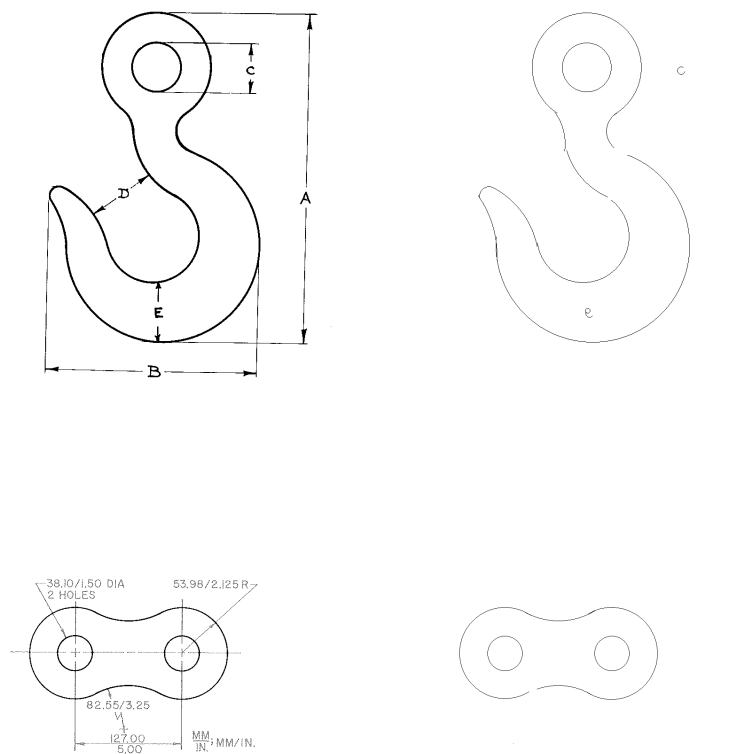 C
c
D
A
E
e
B
38.10/1.50 DIA
2 HOLES
53.98/2.125 R
82.55/3.25
127.00
5.00
MM
IN.
; MM/IN.